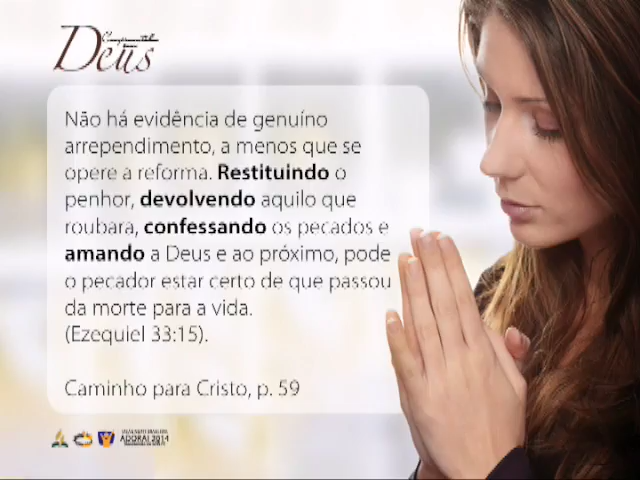 Deus
Não há evidência de genuíno
arrependimento, a menos que se
opere a reforma. Restituindo o
penhor, devolvendo aquilo que
roubara, confessando os pecados e
amando a Deus e ao próximo, pode
o pecador estar certo de que passou
da morte para a vida.
(Ezequiel 33:15).
Caminho para Cristo, p. 59
ADORAI 2014